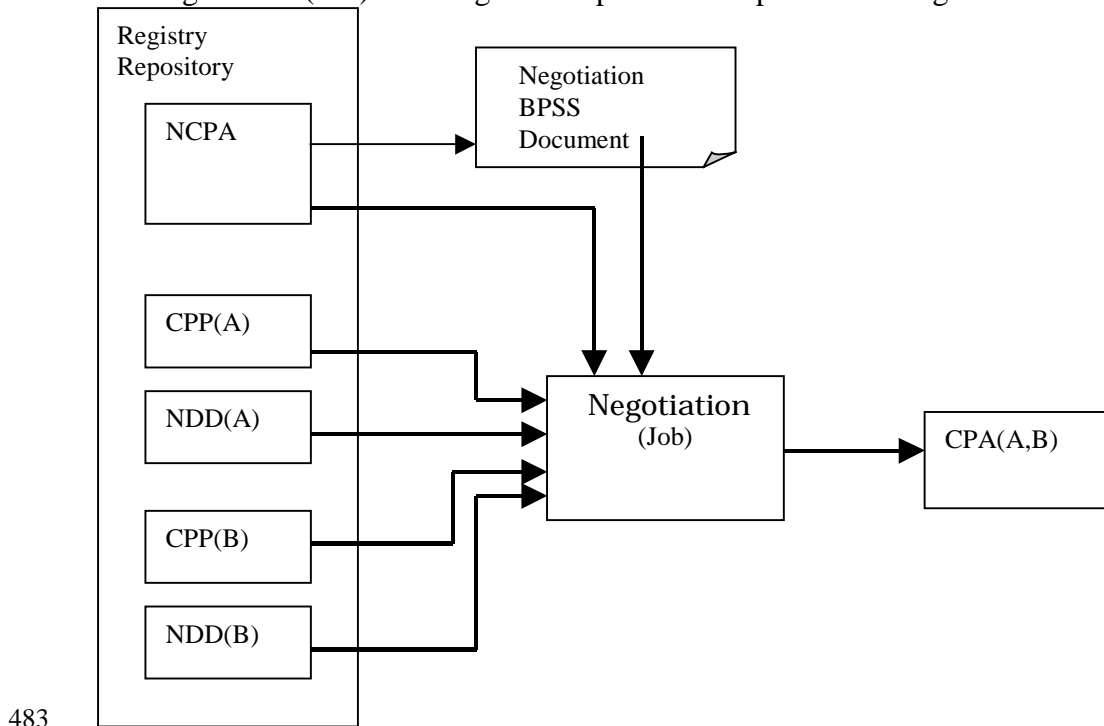 Registry
Repository
NCPA
Negotiation
BPSS
Document
CPP(A)
NDD(A)
Negotiation
(Job)
CPA(A,B)
CPP(B)
NDD(B)
483